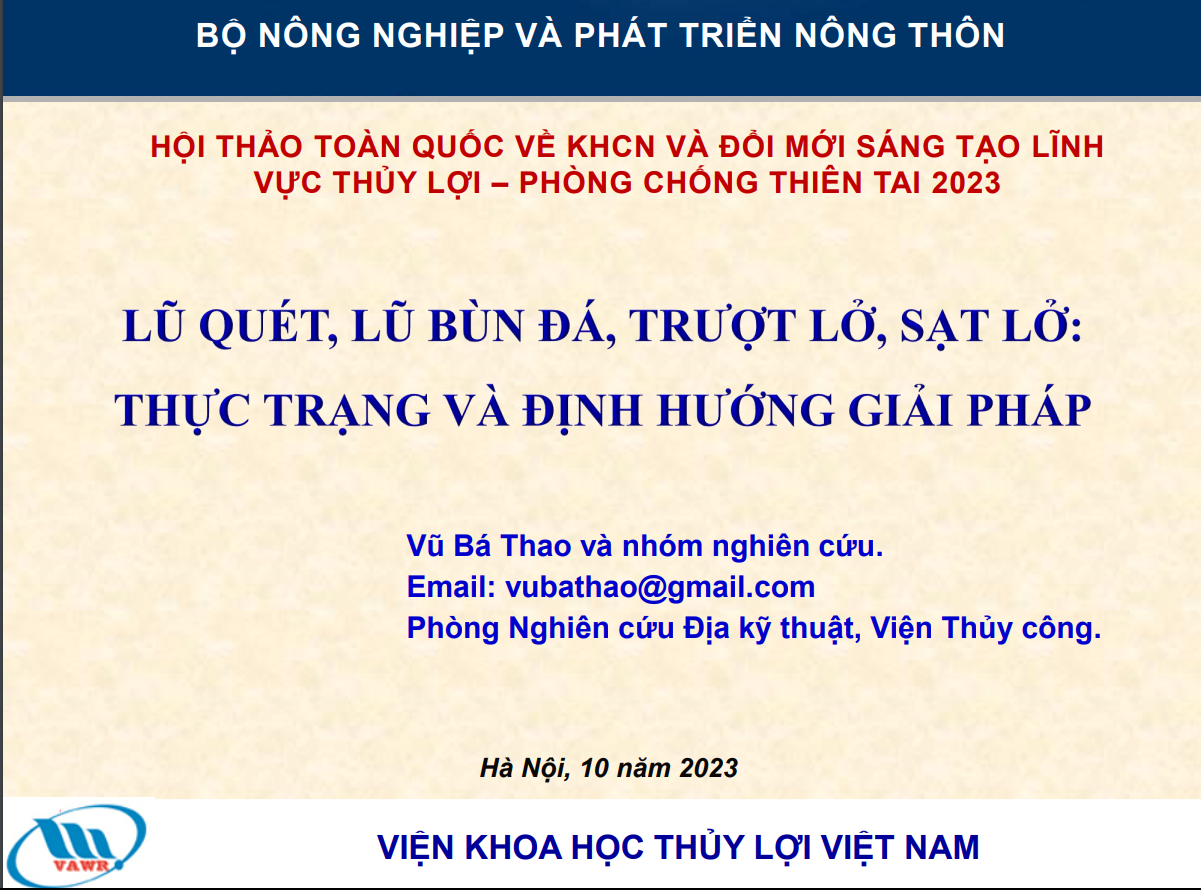 BỘ NÔNG NGHIỆP VÀ PHÁT TRIỂN NÔNG THÔN
HỘI THẢO TOÀN QUỐC VỀ KHCN VÀ ĐỔI MỚI SÁNG TẠO LĨNH
VỰC THỦY LỢI – PHÒNG CHỐNG THIÊN TAI 2023
LŨ QUÉT, LŨ BÙN ĐÁ, TRƯỢT LỞ, SẠT LỞ:
THỰC TRẠNG VÀ ĐỊNH HƯỚNG GIẢI PHÁP
Vũ Bá Thao và nhóm nghiên cứu.
Email: vubathao@gmail.com
Phòng Nghiên cứu Địa kỹ thuật, Viện Thủy công.
Hà Nội, 10 năm 2023
VAWR
VIỆN KHOA HỌC THỦY LỢI VIỆT NAM